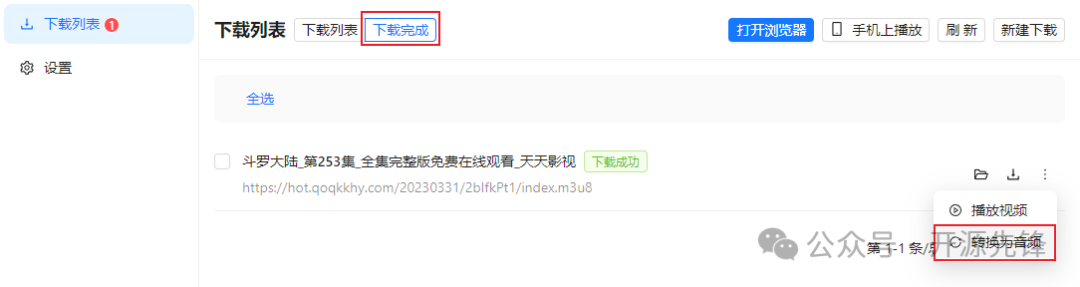 下载列表 1
设置
下载列表 下载列表 下载完成 打开浏览器 手机上播放 刷 新 新建下载
全选
斗罗大陆_第253集_全集完整版免费在线观看_天天影视 下载成功
https://hot.qoqkkhy.com/20230331/2blfkPt1/index.m3u8
播放视频
转换为音频
第 1-1 条/
公众号 开源先锋